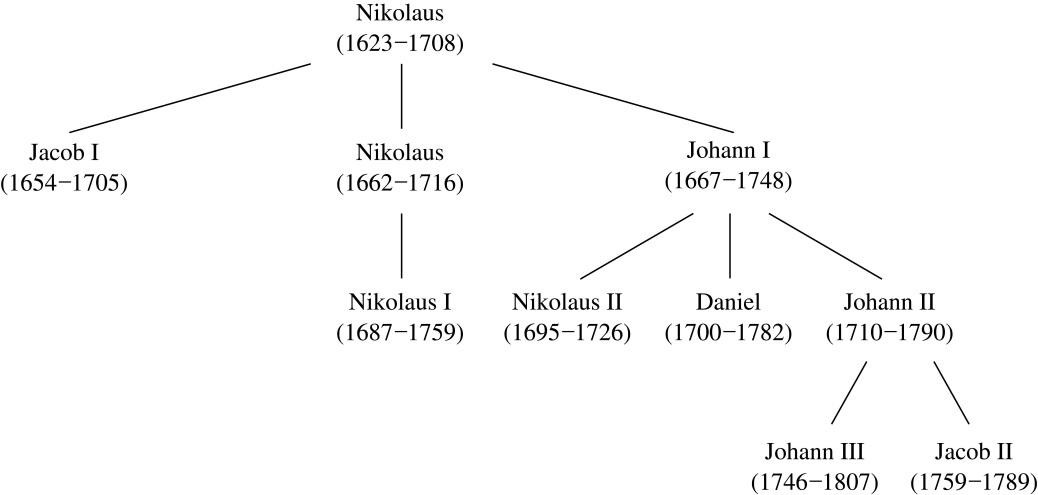 Nikolaus
(1623−1708)
Jacob I
(1654−1705)
Nikolaus
(1662−1716)
Johann I
(1667−1748)
Nikolaus I
(1687−1759)
Nikolaus II
(1695−1726)
Daniel
(1700−1782)
Johann II
(1710−1790)
Johann III
(1746−1807)
Jacob II
(1759−1789)